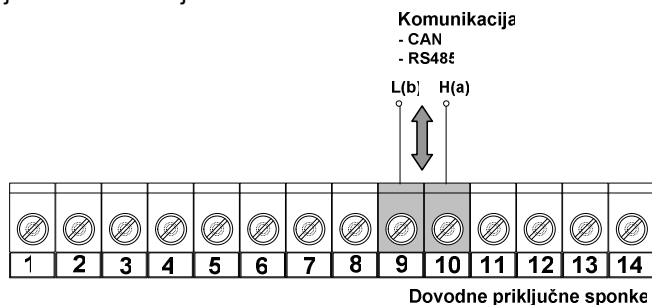 Komunikacija
- CAN
- RS485
L(b) H(a)
1 2 3 4 5 6 7 8 9 10 11 12 13 14
Dovodne priključne sponke